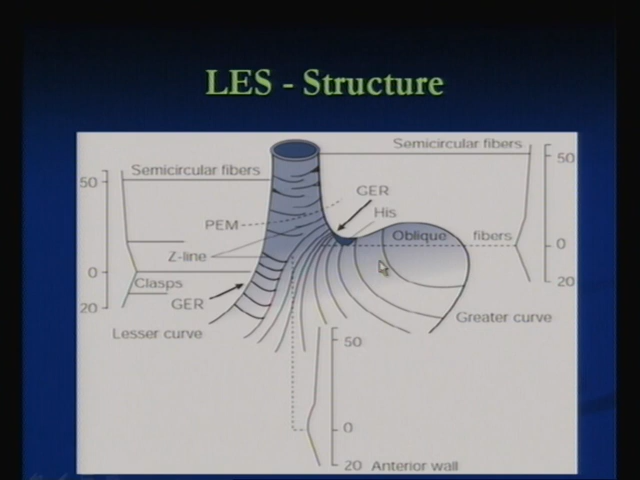 LES - Structure
Semicircular fibers
Semicircular fibers
50
50
GER
His
PEM
Oblique fibers
Z-line
0
0
Clasps
20
20
GER
Greater curve
Lesser curve
50
0
20
Anterior wall